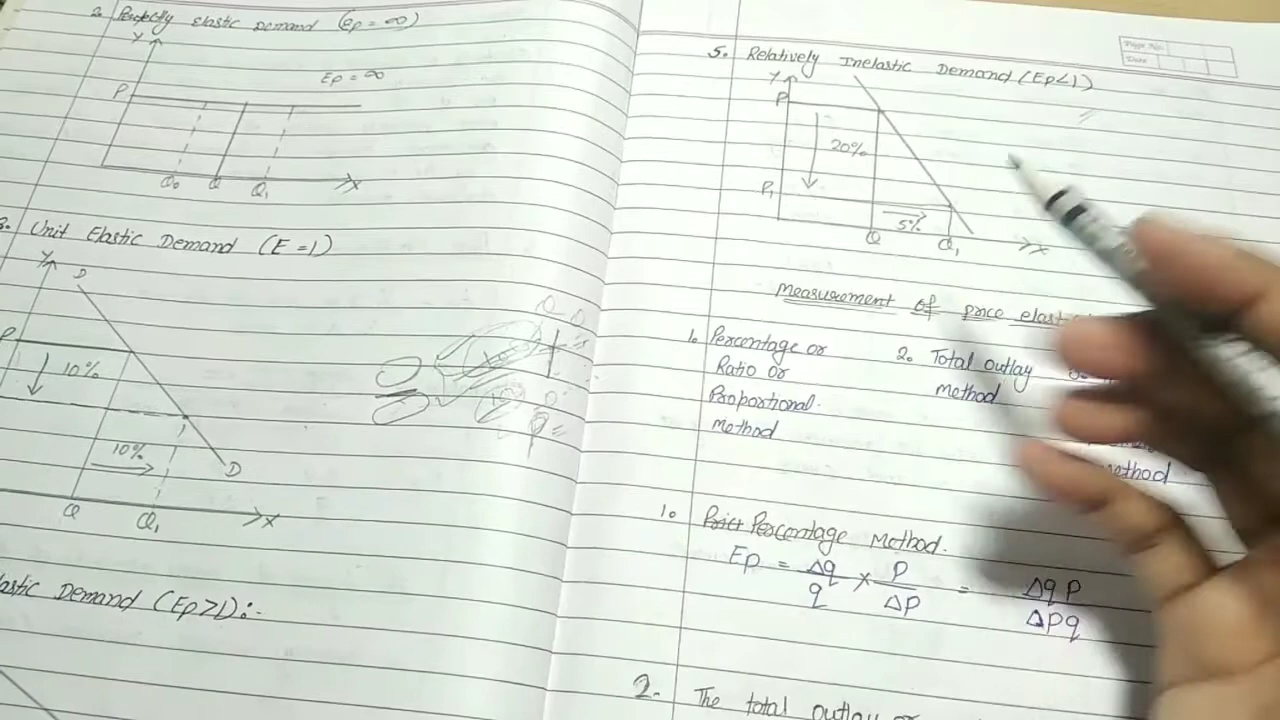 2. Perfectly elastic Demand (ep = ∞)
Y
Ep = ∞
P
Q₀ Q Q₁ X
3. Unit Elastic Demand (E = 1)
Y D
P
10%
10%
D
Q Q₁ X
lastic Demand (Ep>1):-
5. Relatively Inelastic Demand (Ep<1)
Y
P
20%
P₁
5%
Q Q₁ X
Measurement of price elast
1. Percentage or
Ratio or
Proportional.
Method
2. Total outlay
method
method
1. Percentage Method.
Ep = Δq/q × P/ΔP = ΔqP/ΔPq
2. The total outlay or